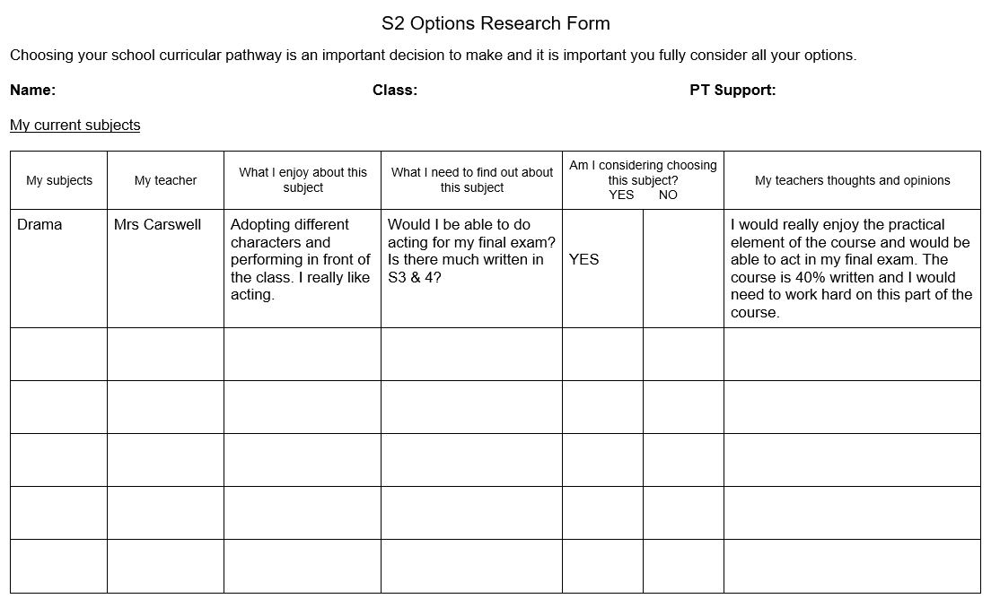 S2 Options Research Form
Choosing your school curricular pathway is an important decision to make and it is important you fully consider all your options.
Name: Class: PT Support:
My current subjects
My subjects
My teacher
What I enjoy about this
subject
What I need to find out about
this subject
Am I considering choosing
this subject?
YES NO
My teachers thoughts and opinions
Drama
Mrs Carswell
Adopting different
characters and
performing in front of
the class. I really like
acting.
Would I be able to do
acting for my final exam?
Is there much written in
S3 & 4?
YES
I would really enjoy the practical
element of the course and would be
able to act in my final exam. The
course is 40% written and I would
need to work hard on this part of the
course.